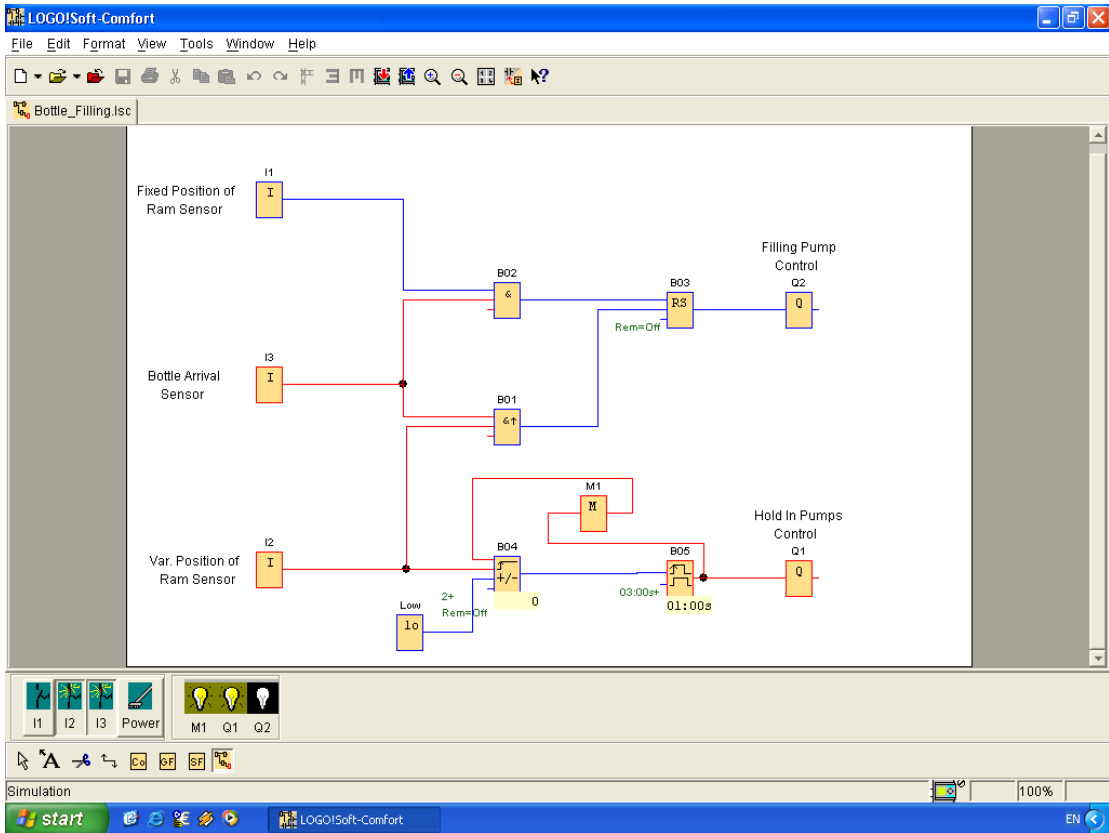 LOGO!Soft-Comfort
File Edit Format View Tools Window Help
Bottle_Filling.lsc
I1
Fixed Position of
Ram Sensor
I
Filling Pump
Control
B02
B03
Q2
&
RS
Q
Rem=Off
I3
Bottle Arrival
Sensor
I
B01
&↑
M1
M
Hold In Pumps
Control
I2
B04
B05
Q1
Var. Position of
Ram Sensor
I
+/-
Q
2+
Rem=Off
0
03:00s+
01:00s
Low
lo
I1 I2 I3 Power M1 Q1 Q2
A Co GF SF
Simulation
100%
start
LOGO!Soft-Comfort
EN